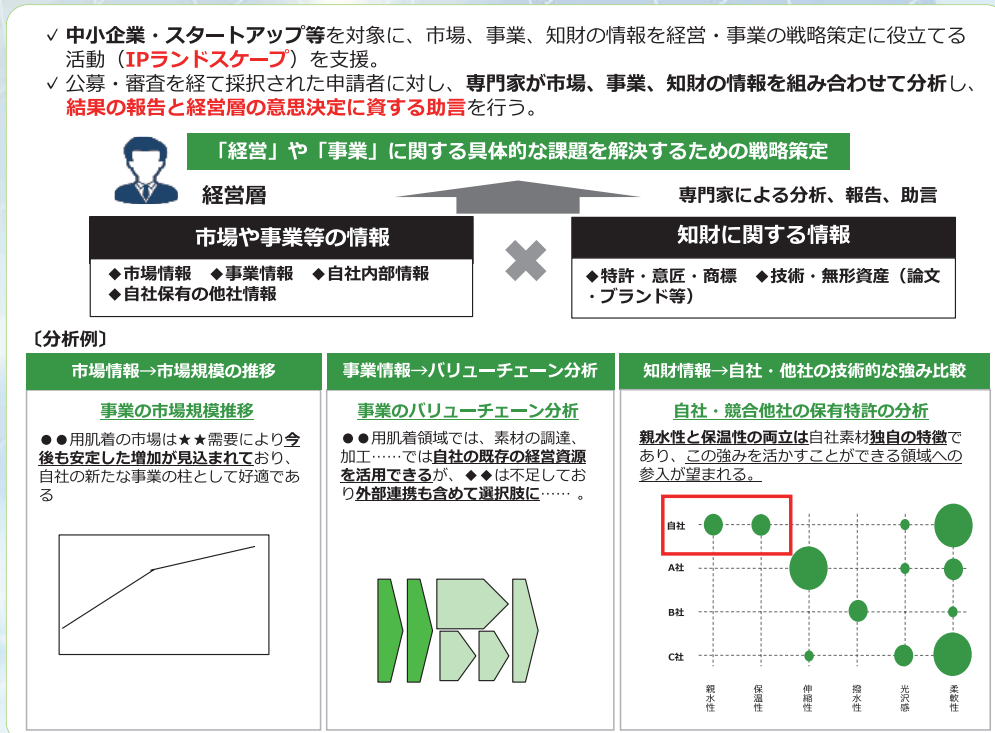 ✓ 中小企業・スタートアップ等を対象に、市場、事業、知財の情報を経営・事業の戦略策定に役立てる
活動（IPランドスケープ）を支援。
✓ 公募・審査を経て採択された申請者に対し、専門家が市場、事業、知財の情報を組み合わせて分析し、
結果の報告と経営層の意思決定に資する助言を行う。
「経営」や「事業」に関する具体的な課題を解決するための戦略策定
経営層
専門家による分析、報告、助言
市場や事業等の情報
◆市場情報　◆事業情報　◆自社内部情報
◆自社保有の他社情報
知財に関する情報
◆特許・意匠・商標　◆技術・無形資産（論文
・ブランド等）
〔分析例〕
市場情報→市場規模の推移
事業の市場規模推移
●●用肌着の市場は★★需要により今
後も安定した増加が見込まれており、
自社の新たな事業の柱として好適であ
る
事業情報→バリューチェーン分析
事業のバリューチェーン分析
●●用肌着領域では、素材の調達、
加工……では自社の既存の経営資源
を活用できるが、◆◆は不足してお
り外部連携も含めて選択肢に…… 。
知財情報→自社・他社の技術的な強み比較
自社・競合他社の保有特許の分析
親水性と保温性の両立は自社素材独自の特徴で
あり、この強みを活かすことができる領域への
参入が望まれる。
自社
A社
B社
C社
親水性
保温性
伸縮性
撥水性
光沢感
柔軟性